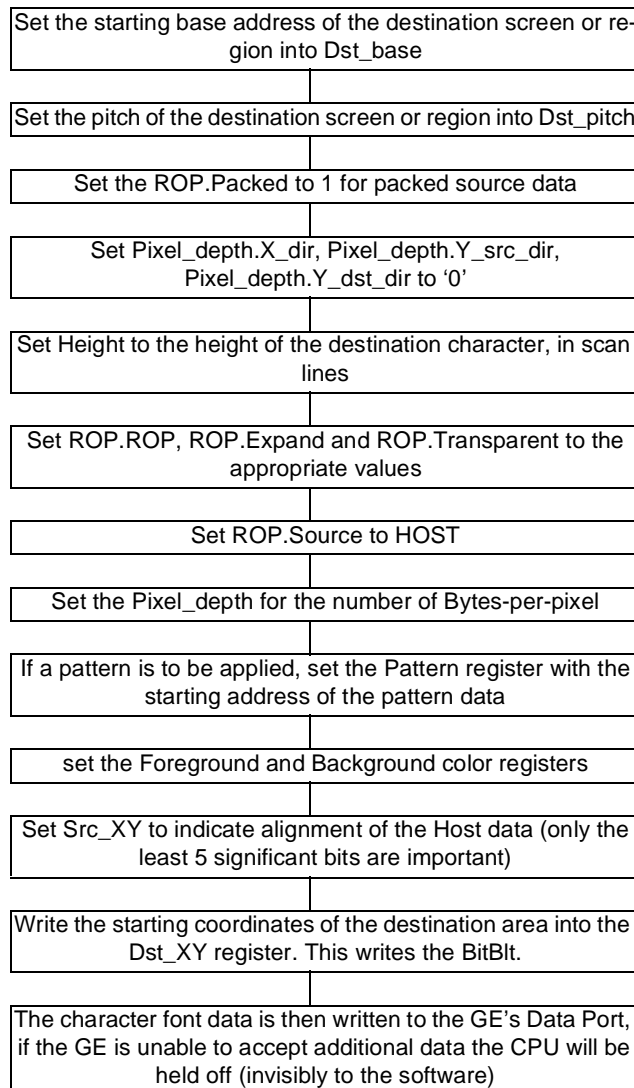 Set the starting base address of the destination screen or re-
gion into Dst_base
Set the pitch of the destination screen or region into Dst_pitch
Set the ROP.Packed to 1 for packed source data
Set Pixel_depth.X_dir, Pixel_depth.Y_src_dir,
Pixel_depth.Y_dst_dir to ‘0’
Set Height to the height of the destination character, in scan
lines
Set ROP.ROP, ROP.Expand and ROP.Transparent to the
appropriate values
Set ROP.Source to HOST
Set the Pixel_depth for the number of Bytes-per-pixel
If a pattern is to be applied, set the Pattern register with the
starting address of the pattern data
set the Foreground and Background color registers
Set Src_XY to indicate alignment of the Host data (only the
least 5 significant bits are important)
Write the starting coordinates of the destination area into the
Dst_XY register. This writes the BitBlt.
The character font data is then written to the GE’s Data Port,
if the GE is unable to accept additional data the CPU will be
held off (invisibly to the software)